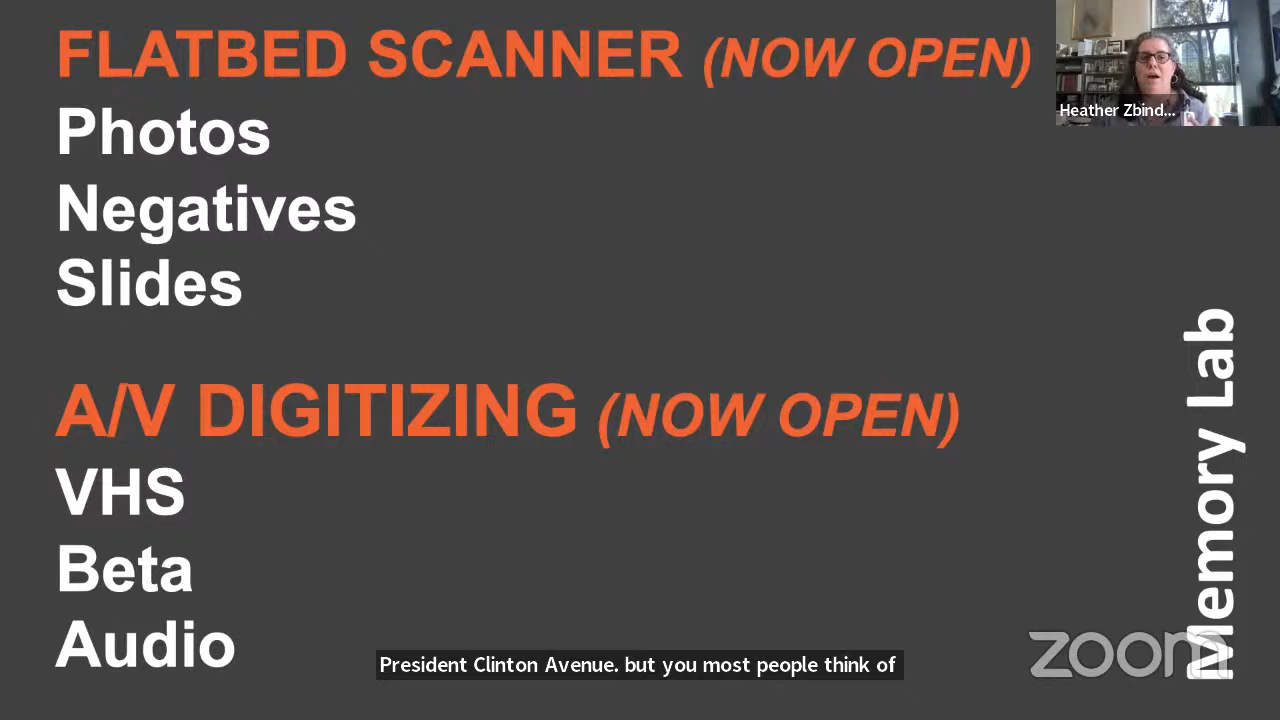 FLATBED SCANNER (NOW OPEN)
Photos
Negatives
Slides
A/V DIGITIZING (NOW OPEN)
VHS
Beta
Audio
Memory Lab
Heather Zbind...
President Clinton Avenue. but you most people think of
zoom